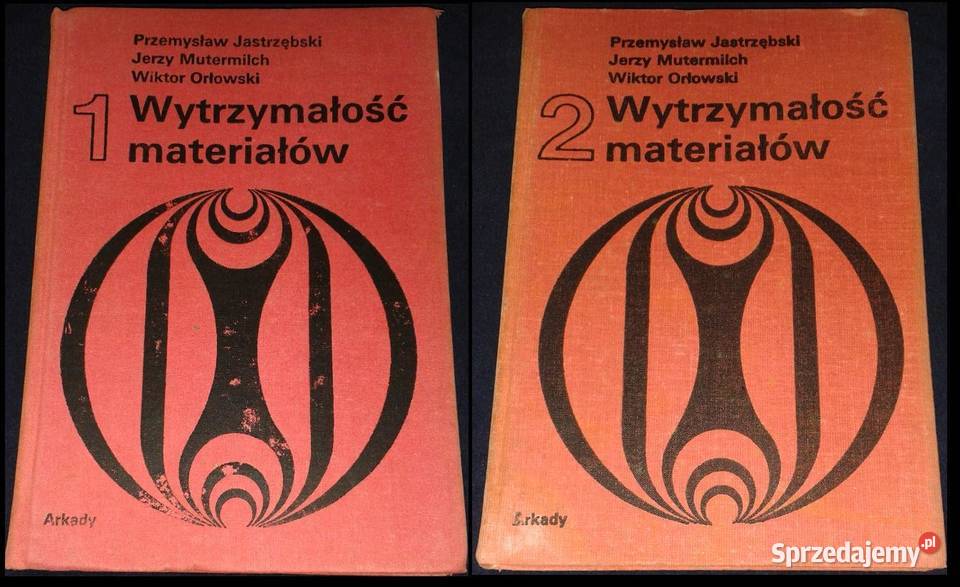 Przemysław Jastrzębski
Jerzy Mutermilch
Wiktor Orłowski
1 Wytrzymałość
materiałów
Arkady
Przemysław Jastrzębski
Jerzy Mutermilch
Wiktor Orłowski
2 Wytrzymałość
materiałów
Arkady
Sprzedajemy.pl